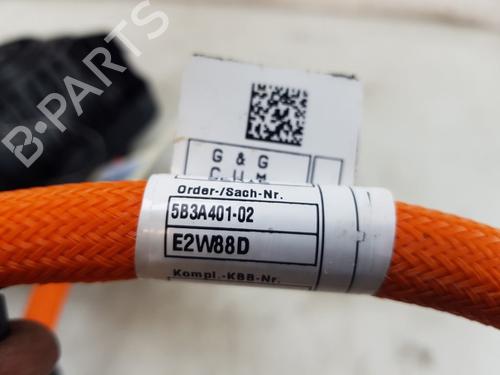 B-PARTS
G & G
C.U.M
Order-/Sach-Nr.
5B3A401-02
E2W88D
Kompl.-KBB-Nr.